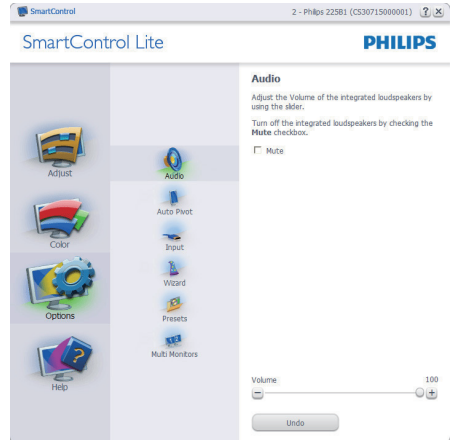 SmartControl
2 - Philips 225B1 (CS30715000001) ? ×
SmartControl Lite
PHILIPS
Adjust
Color
Options
Help
Audio
Auto Pivot
Input
Wizard
Presets
Multi Monitors
Audio
Adjust the Volume of the integrated loudspeakers by
using the slider.
Turn off the integrated loudspeakers by checking the
Mute checkbox.
Mute
Volume
100
Undo